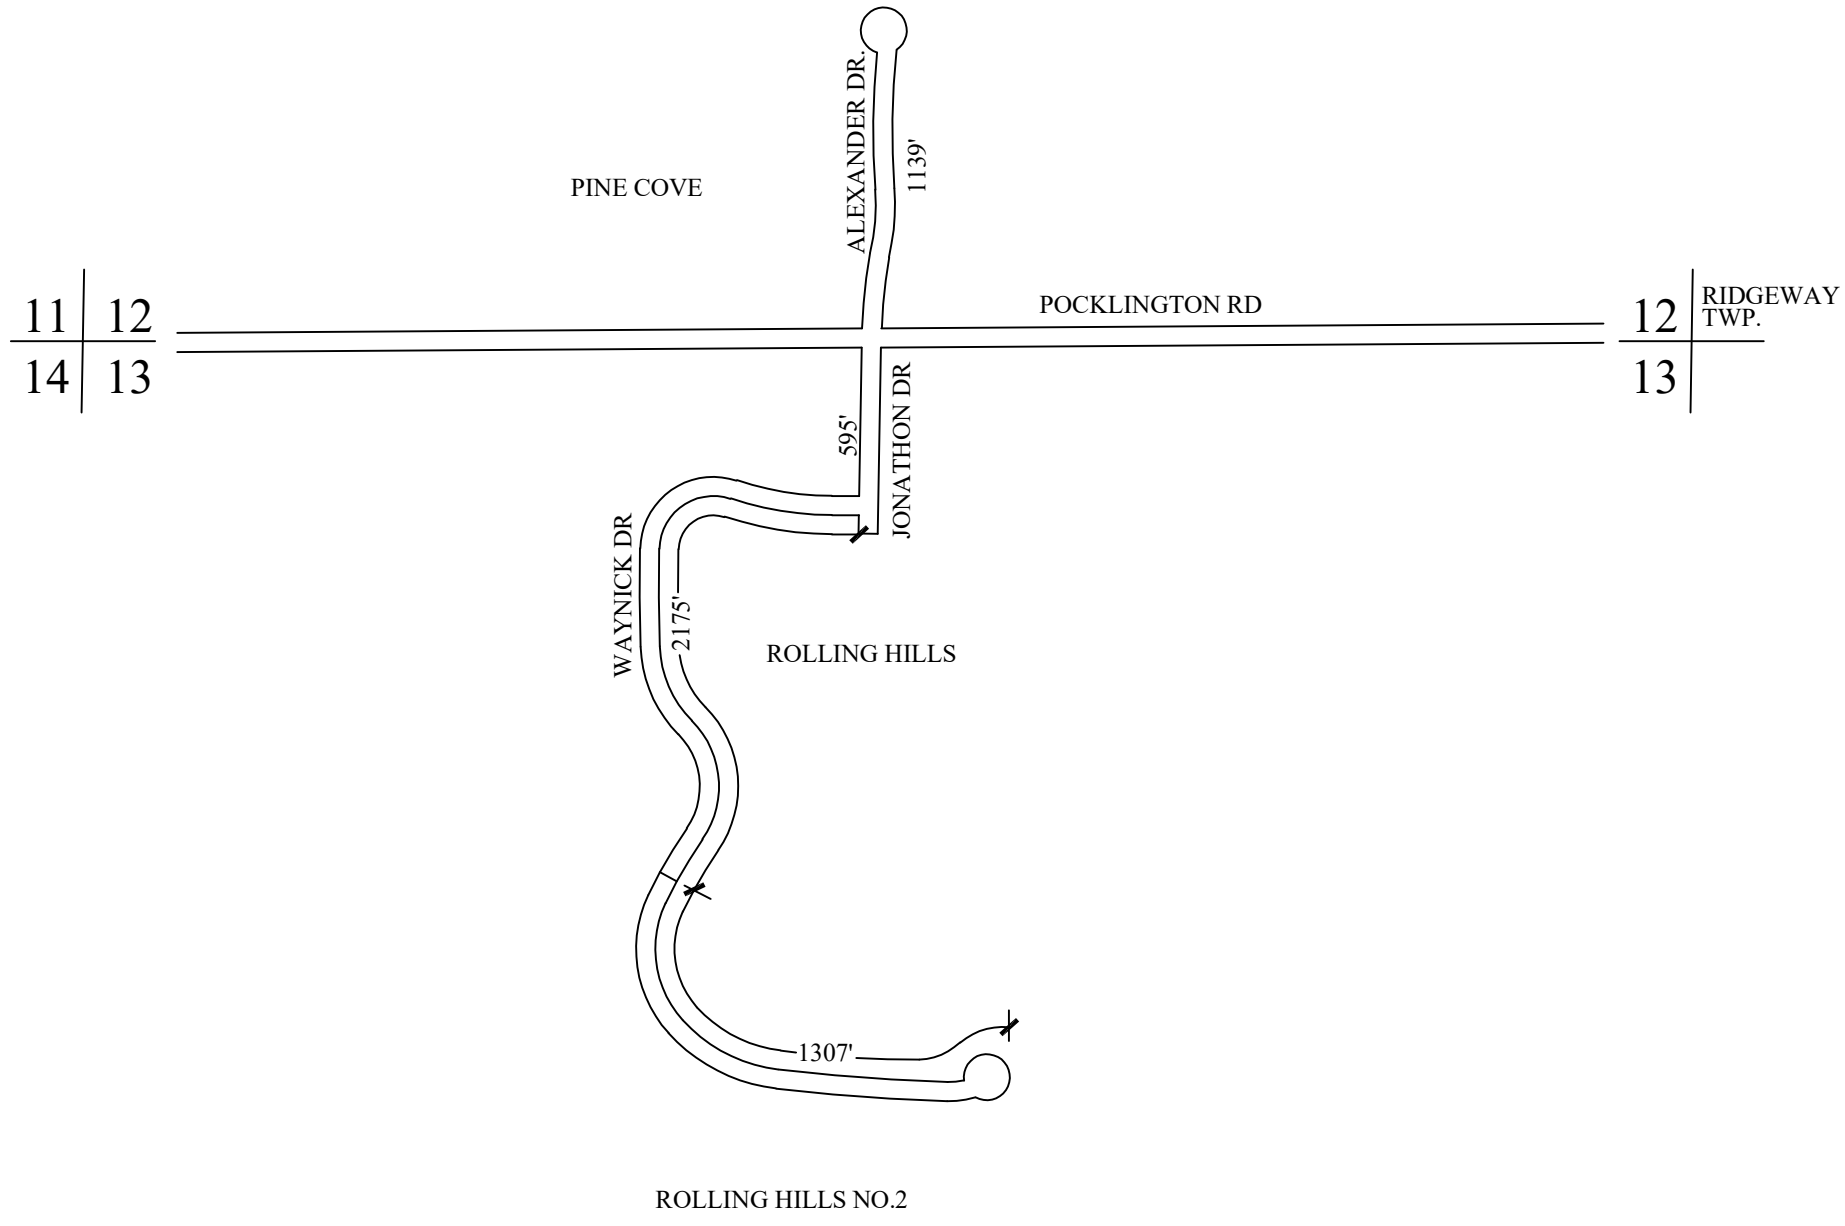 ALEXANDER DR.
1139'
PINE COVE
11 12
14 13
POCKLINGTON RD
12
13
RIDGEWAY
TWP.
595'
JONATHON DR
WAYNICK DR
2175'
ROLLING HILLS
1307'
ROLLING HILLS NO.2